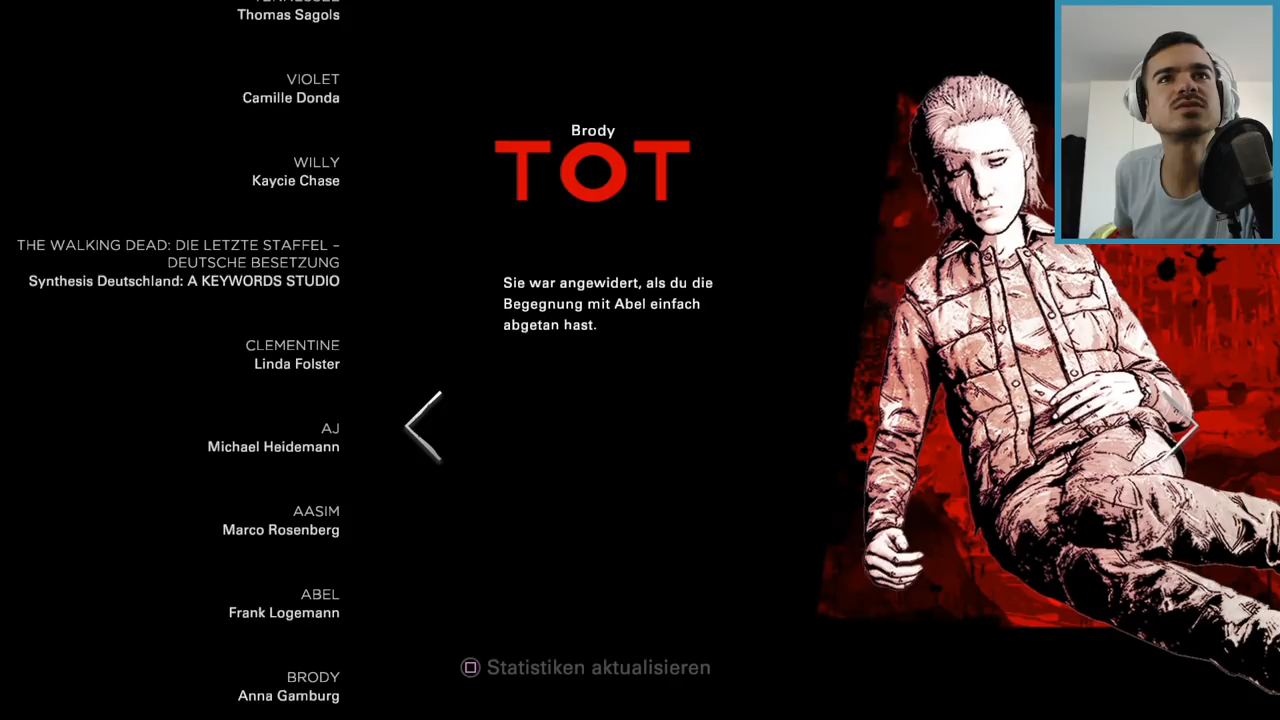 TENNESSEE
Thomas Sagols
VIOLET
Camille Donda
WILLY
Kaycie Chase
THE WALKING DEAD: DIE LETZTE STAFFEL –
DEUTSCHE BESETZUNG
Synthesis Deutschland: A KEYWORDS STUDIO
CLEMENTINE
Linda Folster
AJ
Michael Heidemann
AASIM
Marco Rosenberg
ABEL
Frank Logemann
BRODY
Anna Gamburg
Brody
TOT
Sie war angewidert, als du die
Begegnung mit Abel einfach
abgetan hast.
Statistiken aktualisieren